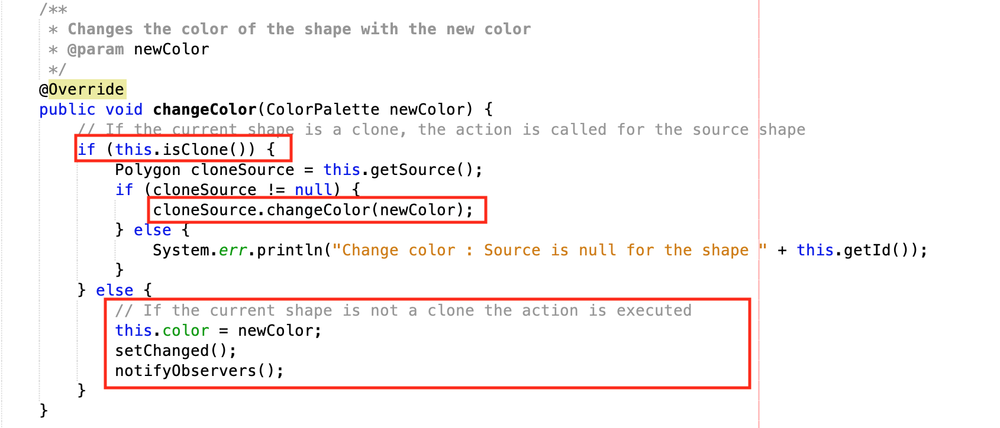 /**
 * Changes the color of the shape with the new color
 * @param newColor
 */
@Override
public void changeColor(ColorPalette newColor) {
    // If the current shape is a clone, the action is called for the source shape
    if (this.isClone()) {
        Polygon cloneSource = this.getSource();
        if (cloneSource != null) {
            cloneSource.changeColor(newColor);
        } else {
            System.err.println("Change color : Source is null for the shape " + this.getId());
        }
    } else {
        // If the current shape is not a clone the action is executed
        this.color = newColor;
        setChanged();
        notifyObservers();
    }
}